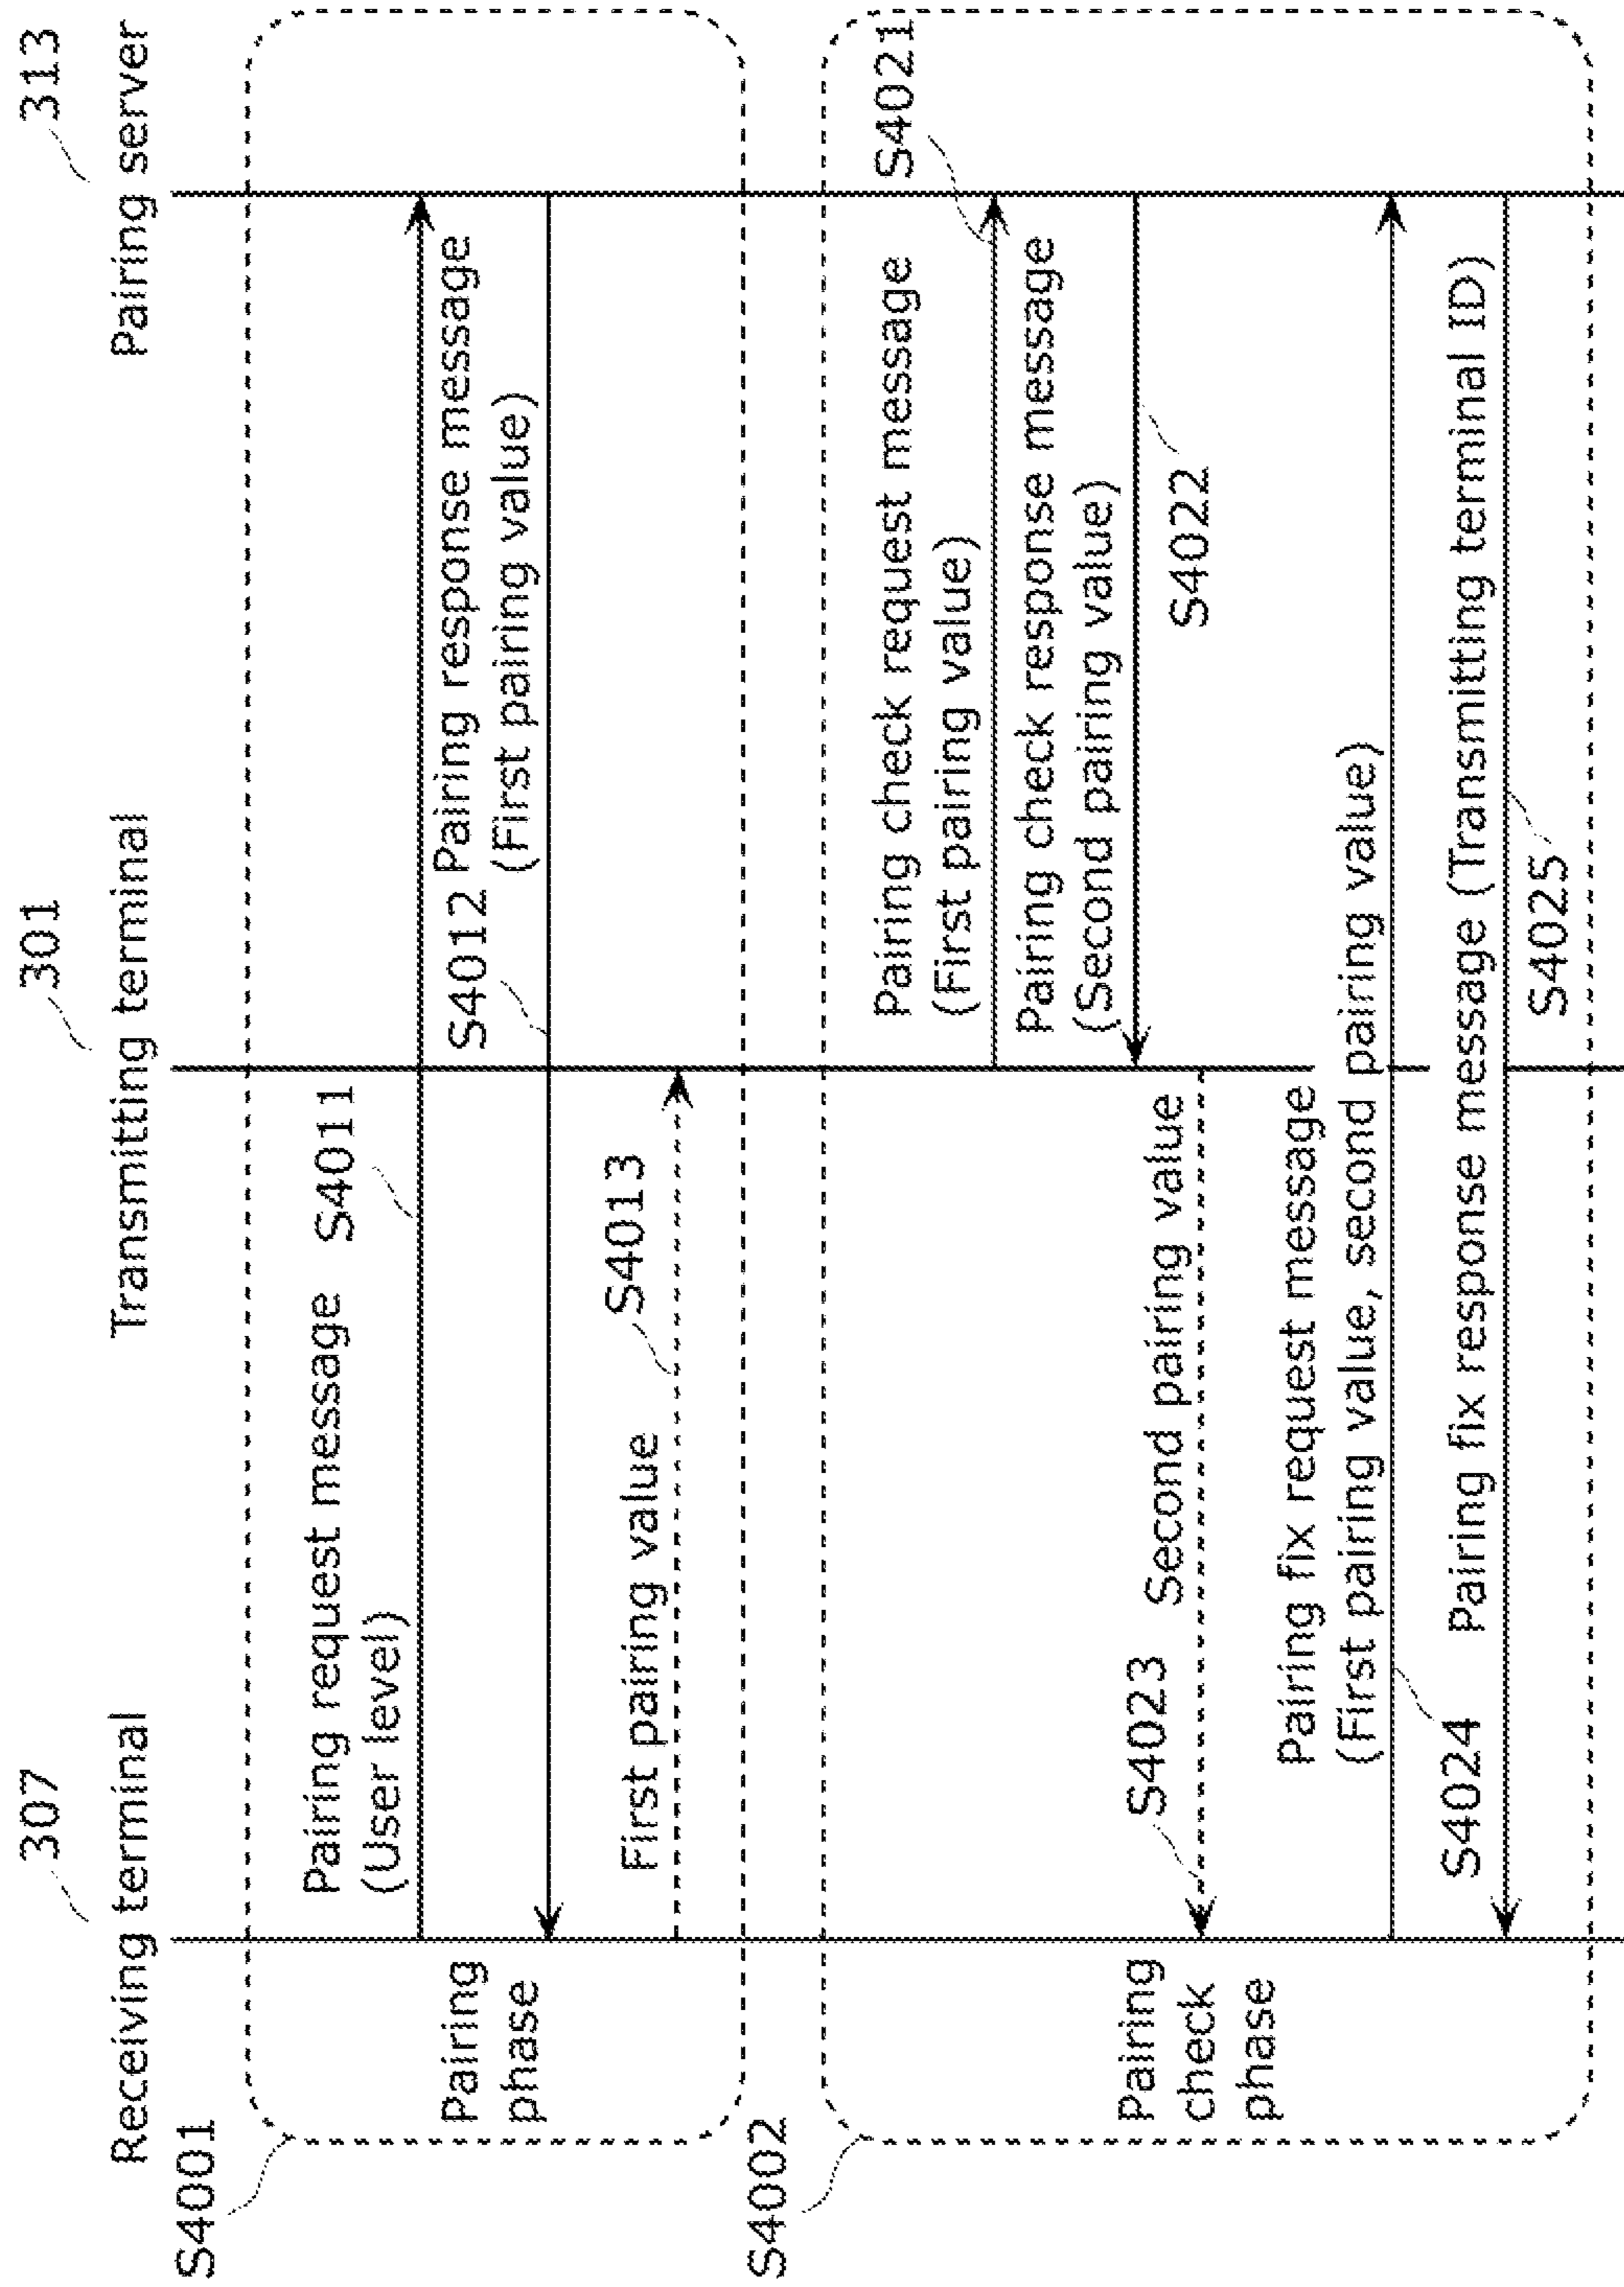 307
301
313
Receiving terminal
Transmitting terminal
Pairing server
S4001
Pairing request message
(User level)
S4011
Pairing
phase
S4012
Pairing response message
(First pairing value)
First pairing value
S4013
S4002
Pairing check request message
(First pairing value)
S4021
Pairing check response message
(Second pairing value)
Pairing
check
phase
S4022
S4023
Second pairing value
Pairing fix request message
(First pairing value, second pairing value)
S4024
Pairing fix response message (Transmitting terminal ID)
S4025